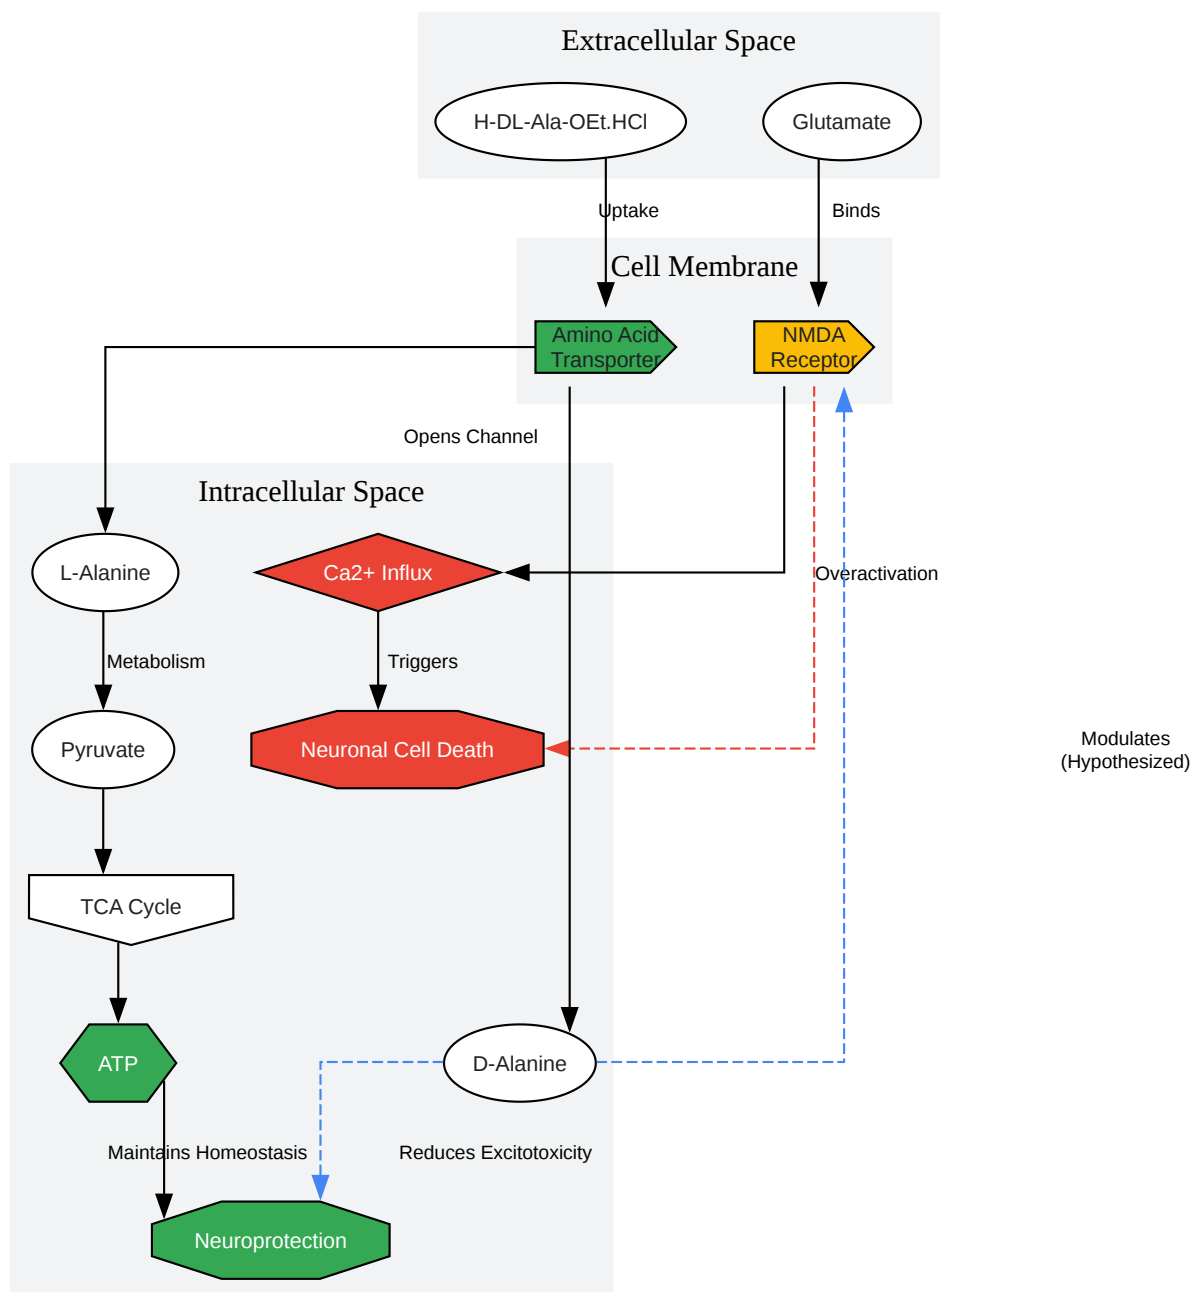 Extracellular Space
H-DL-Ala-OEt.HCl
Glutamate
Uptake
Binds
Cell Membrane
Amino Acid
Transporter
NMDA
Receptor
Opens Channel
Intracellular Space
L-Alanine
Ca2+ Influx
Overactivation
Metabolism
Triggers
Pyruvate
Neuronal Cell Death
Modulates
(Hypothesized)
TCA Cycle
ATP
D-Alanine
Maintains Homeostasis
Reduces Excitotoxicity
Neuroprotection